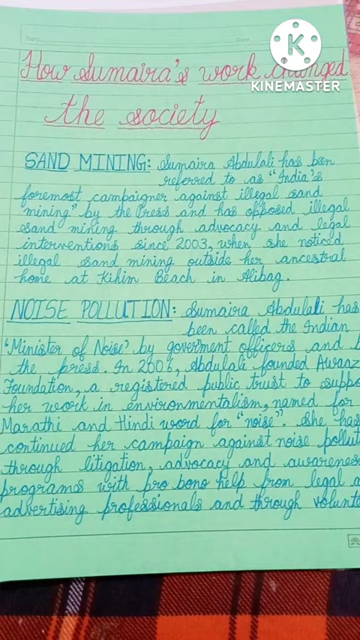 KINEMASTER
How Sumaira's work changed
the society
SAND MINING: Sumaira Abdulali has been
referred to as "India's
foremost campaigner against illegal sand
mining" by the Press and has opposed illegal
sand mining through advocacy and legal
interventions since 2003, when she noticed
illegal sand mining outside her ancestral
home at Kihim Beach in Alibag.
NOISE POLLUTION: Sumaira Abdulali has
been called the Indian
'Minister of Noise' by goverment officers and
the press. In Abdulali founded Awaaz
Foundation, a registered public trust to
her work in environmentalism, named for
Marathi and Hindi word for "noise". She has
continued her campaign against noise
through litigation, advocacy and awareness
programs with pro bono help from legal
advertising professionals and through